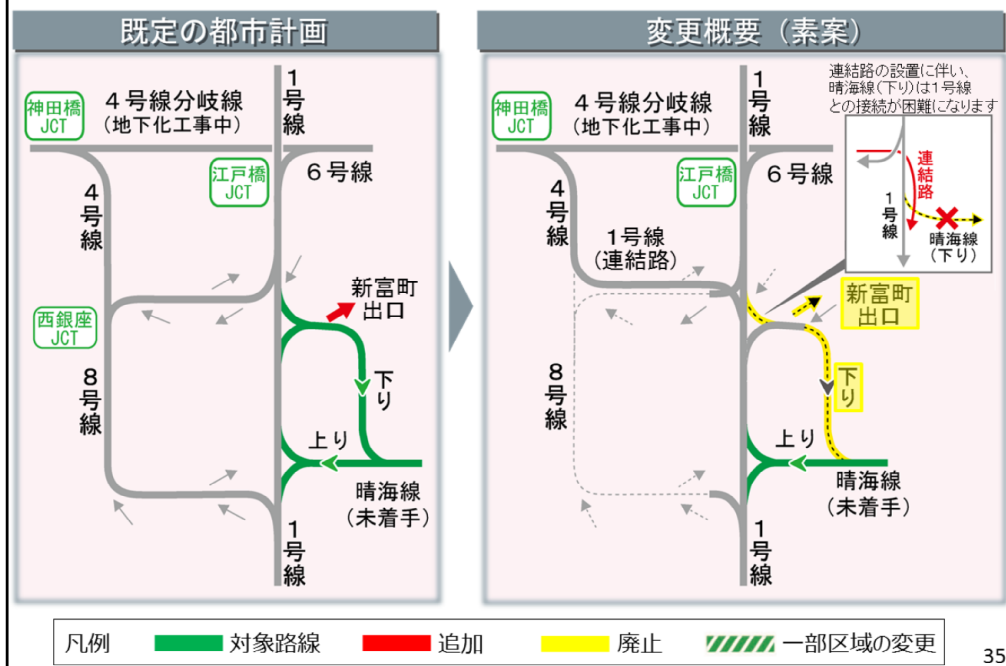 既定の都市計画
神田橋
JCT
4号線分岐線
(地下化工事中)
1号線
江戸橋
JCT
6号線
4号線
西銀座
JCT
新富町
出口
8号線
下り
上り
晴海線
(未着手)
1号線
変更概要（素案）
連結路の設置に伴い、
晴海線(下り)は1号線
との接続が困難になります
神田橋
JCT
4号線分岐線
(地下化工事中)
1号線
江戸橋
JCT
6号線
連結路
1号線
晴海線
(下り)
4号線
1号線
(連結路)
新富町
出口
8号線
下り
上り
晴海線
(未着手)
1号線
凡例
対象路線
追加
廃止
一部区域の変更
35